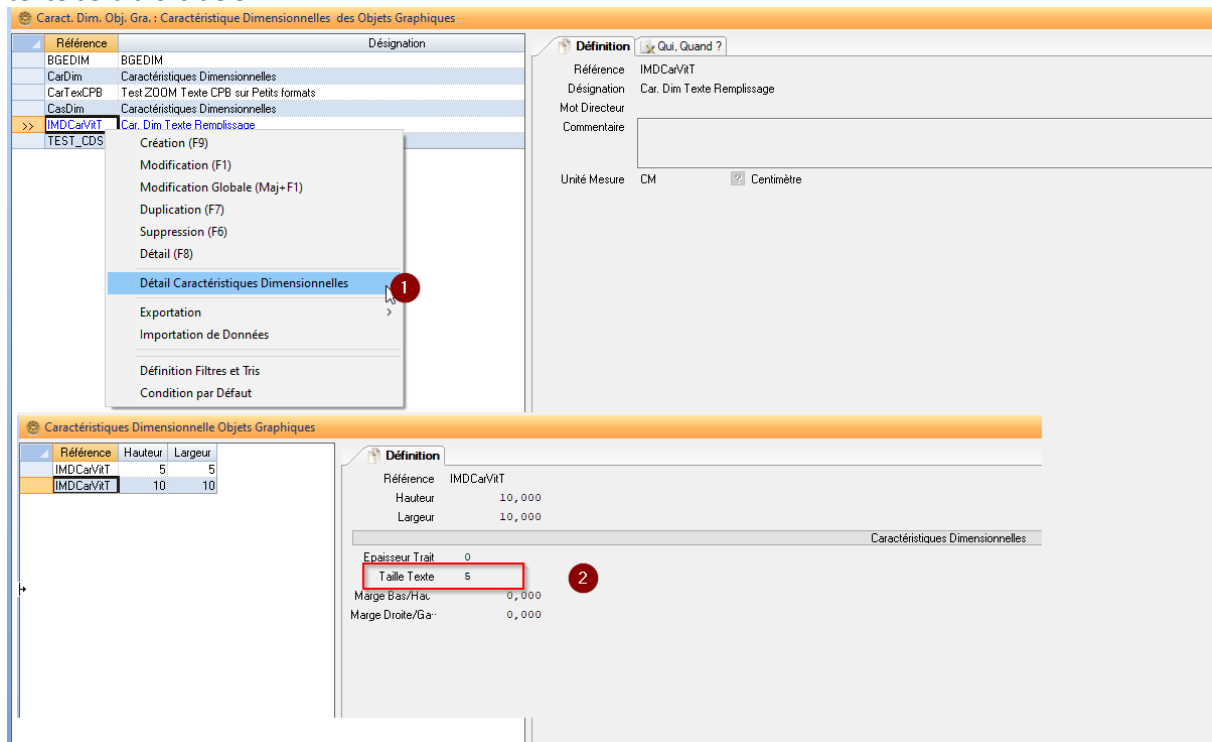 Caract. Dim. Obj. Gra. : Caractéristique Dimensionnelles des Objets Graphiques
Référence Désignation
BGEDIM BGEDIM
CarDim Caractéristiques Dimensionnelles
CarTexCPB Test ZOOM Texte CPB sur Petits formats
CasDim Caractéristiques Dimensionnelles
>> IMDCarVitT Car. Dim Texte Remplissage
TEST_CDS
Création (F9)
Modification (F1)
Modification Globale (Maj+F1)
Duplication (F7)
Suppression (F6)
Détail (F8)
Détail Caractéristiques Dimensionnelles
1
Exportation >
Importation de Données
Définition Filtres et Tris
Condition par Défaut
Définition Qui, Quand ?
Référence IMDCarVitT
Désignation Car. Dim Texte Remplissage
Mot Directeur
Commentaire
Unité Mesure CM ? Centimètre
Caractéristiques Dimensionnelle Objets Graphiques
Référence Hauteur Largeur
IMDCarVitT 5 5
IMDCarVitT 10 10
Définition
Référence IMDCarVitT
Hauteur 10,000
Largeur 10,000
Caractéristiques Dimensionnelles
Epaisseur Trait 0
Taille Texte 5
2
Marge Bas/Hau 0,000
Marge Droite/Ga·· 0,000